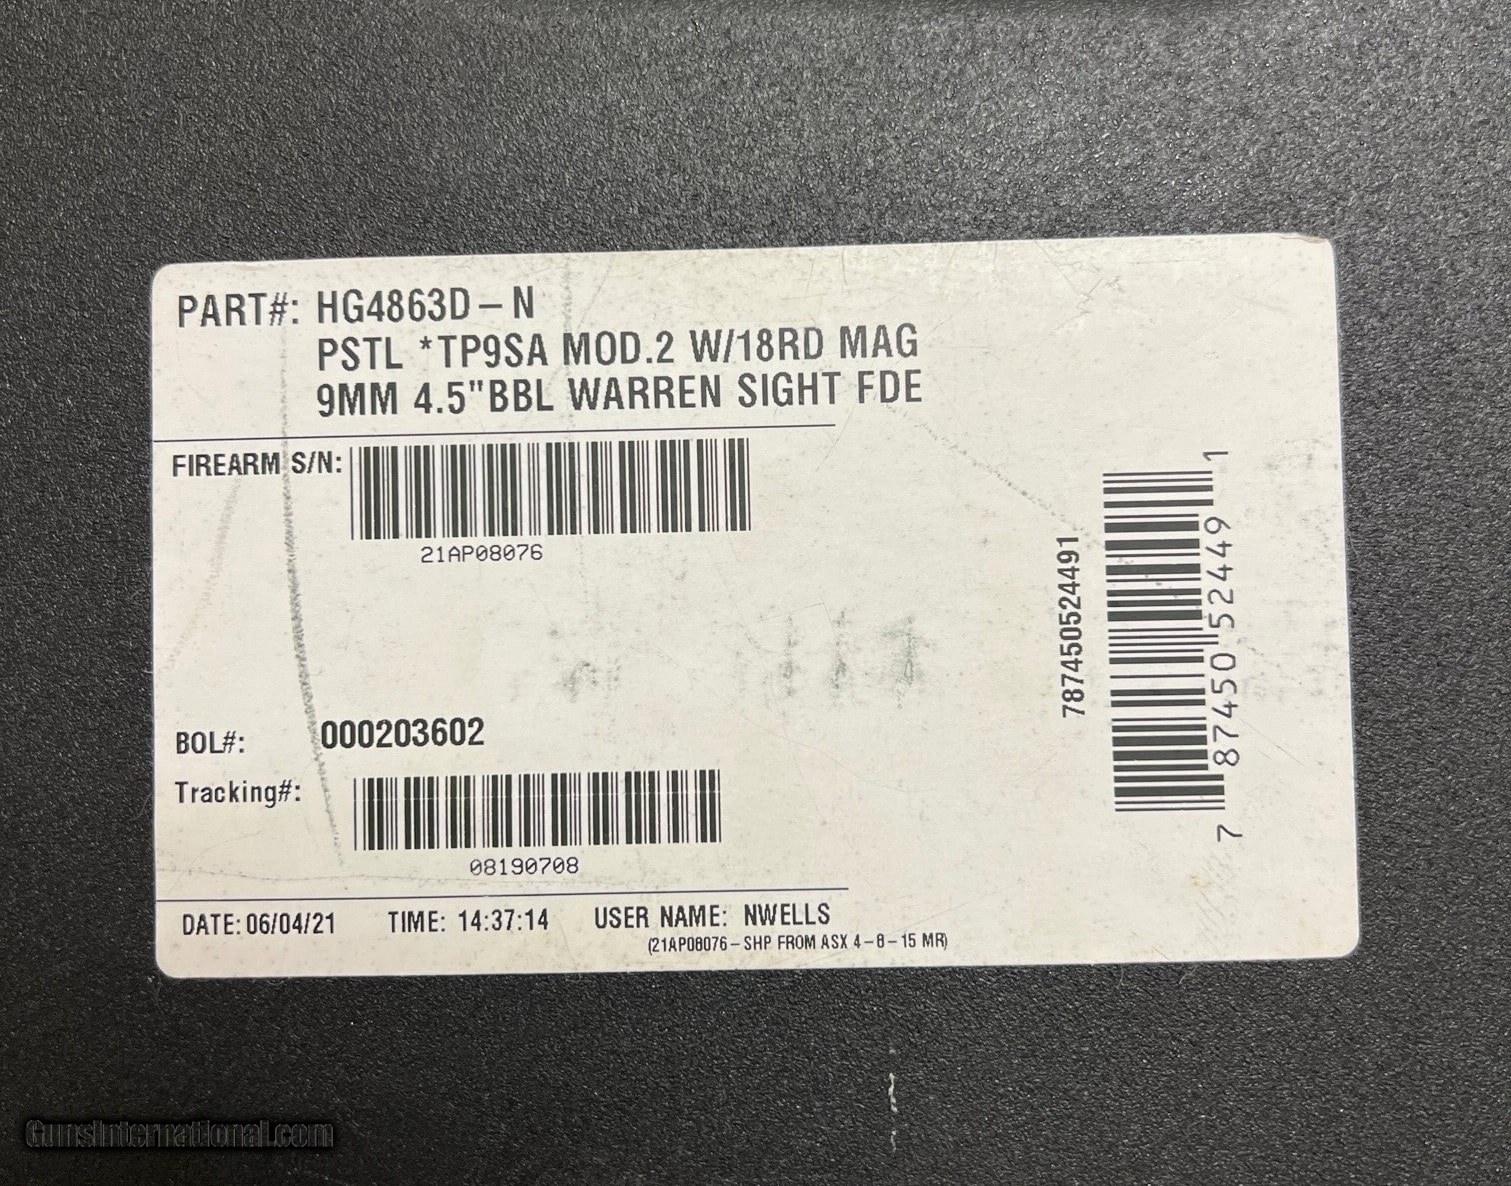 PART#: HG4863D-N
PSTL *TP9SA MOD.2 W/18RD MAG
9MM 4.5"BBL WARREN SIGHT FDE
FIREARM S/N:
21AP08076
BOL#: 000203602
Tracking#:
08190708
DATE: 06/04/21 TIME: 14:37:14 USER NAME: NWELLS
(21AP08076-SHP FROM ASX 4-8-15 MR)
787450524491
7 87450 52449 1
GunsInternational.com